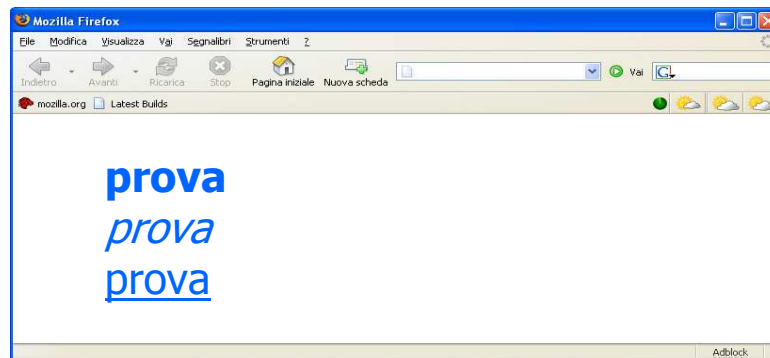 Mozilla Firefox
File Modifica Visualizza Vai Segnalibri Strumenti ?
Indietro Avanti Ricarica Stop Pagina iniziale Nuova scheda Vai G
mozilla.org Latest Builds
prova
prova
prova
Adblock